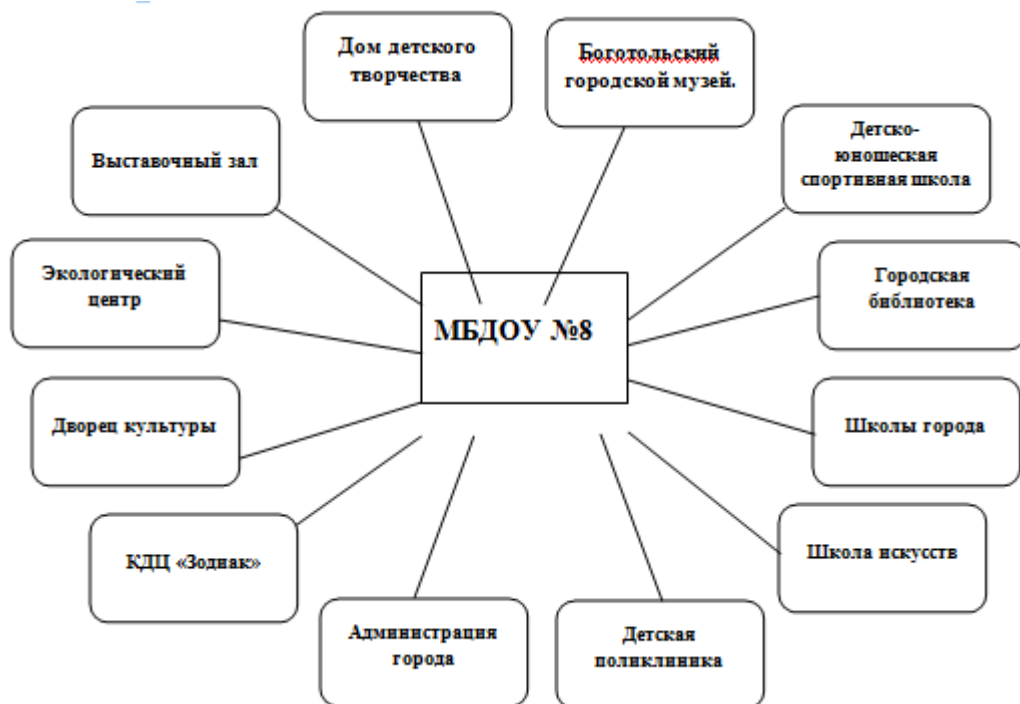 Дом детского
творчества
Боготольский
городской музей.
Детско-
юношеская
спортивная школа
Выставочный зал
Экологический
центр
Городская
библиотека
МБДОУ №8
Дворец культуры
Школы города
КДЦ «Зодиак»
Школа искусств
Администрация
города
Детская
поликлиника